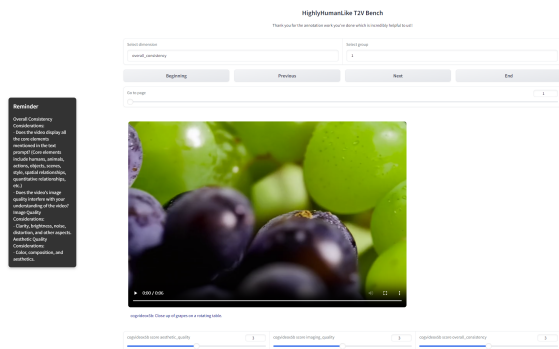 HighlyHumanLike T2V Bench
Thank you for the annotation work you've done which is incredibly helpful to us!
Select dimension
Select group
overall_consistency
1
Beginning
Previous
Next
End
Go to page
1
Reminder
Overall Consistency
Considerations:
- Does the video display all
the core elements
mentioned in the text
prompt? (Core elements
include humans, animals,
actions, objects, scenes,
style, spatial relationships,
quantitative relationships,
etc.)
- Does the video's image
quality interfere with your
understanding of the video?
Image Quality
Considerations:
- Clarity, brightness, noise,
distortion, and other aspects.
Aesthetic Quality
Considerations:
- Color, composition, and
aesthetics.
0:00 / 0:06
cogvideox5b: Close up of grapes on a rotating table.
cogvideox5b score aesthetic_quality
3
cogvideox5b score imaging_quality
3
cogvideox5b score overall_consistency
3